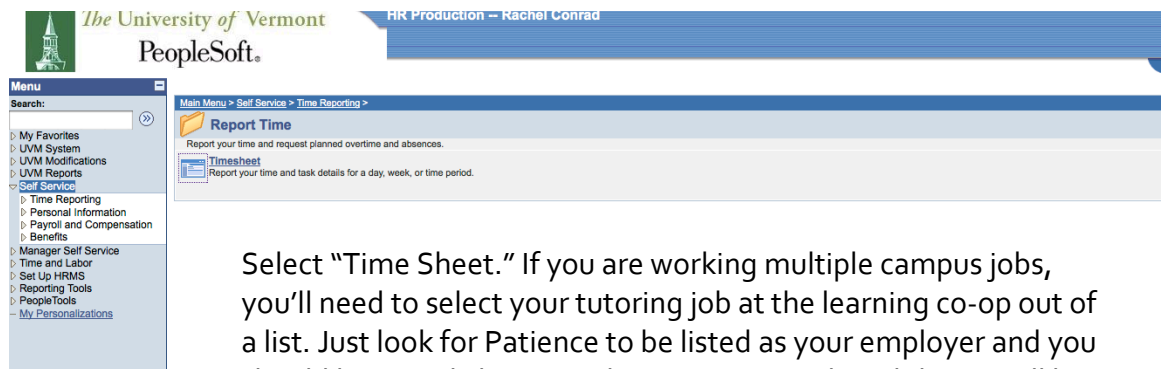 The University of Vermont
PeopleSoft®
HR Production -- Rachel Conrad
Menu
Search:
My Favorites
UVM System
UVM Modifications
UVM Reports
Self Service
Time Reporting
Personal Information
Payroll and Compensation
Benefits
Manager Self Service
Time and Labor
Set Up HRMS
Reporting Tools
PeopleTools
My Personalizations
Main Menu > Self Service > Time Reporting >
Report Time
Report your time and request planned overtime and absences.
Timesheet
Report your time and task details for a day, week, or time period.
Select “Time Sheet.” If you are working multiple campus jobs,
you’ll need to select your tutoring job at the learning co-op out of
a list. Just look for Patience to be listed as your employer and you